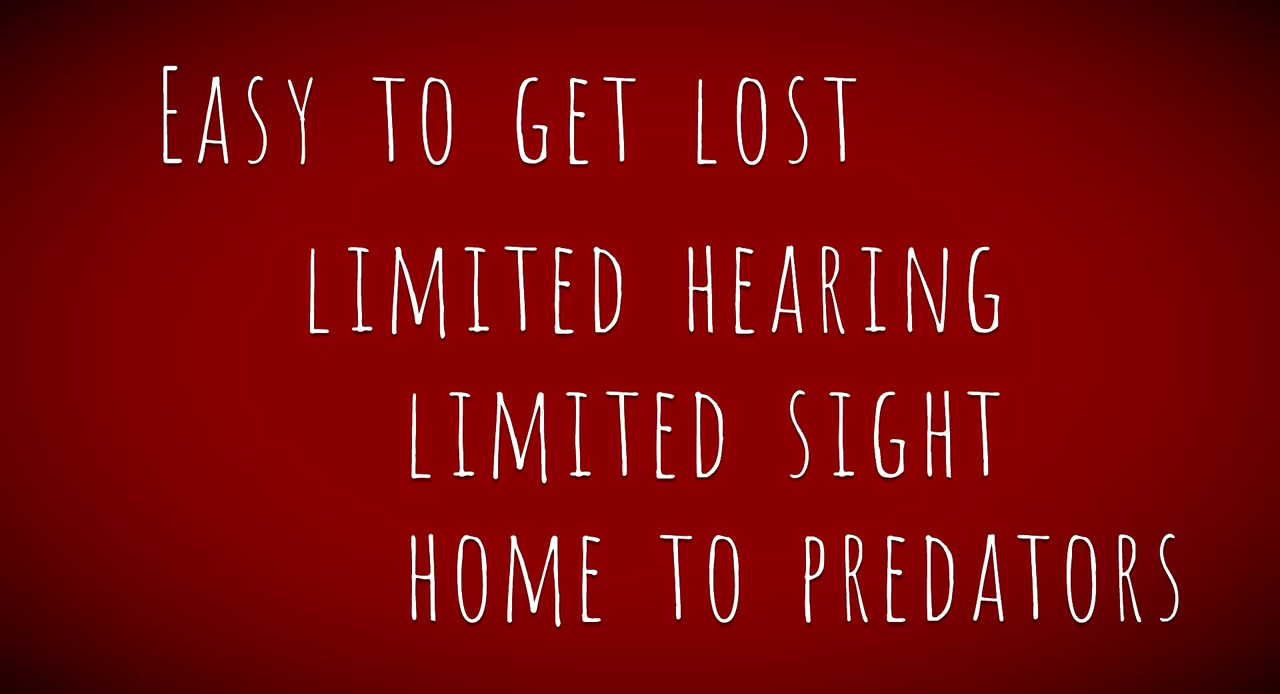 Easy to get lost
limited hearing
limited sight
home to predators